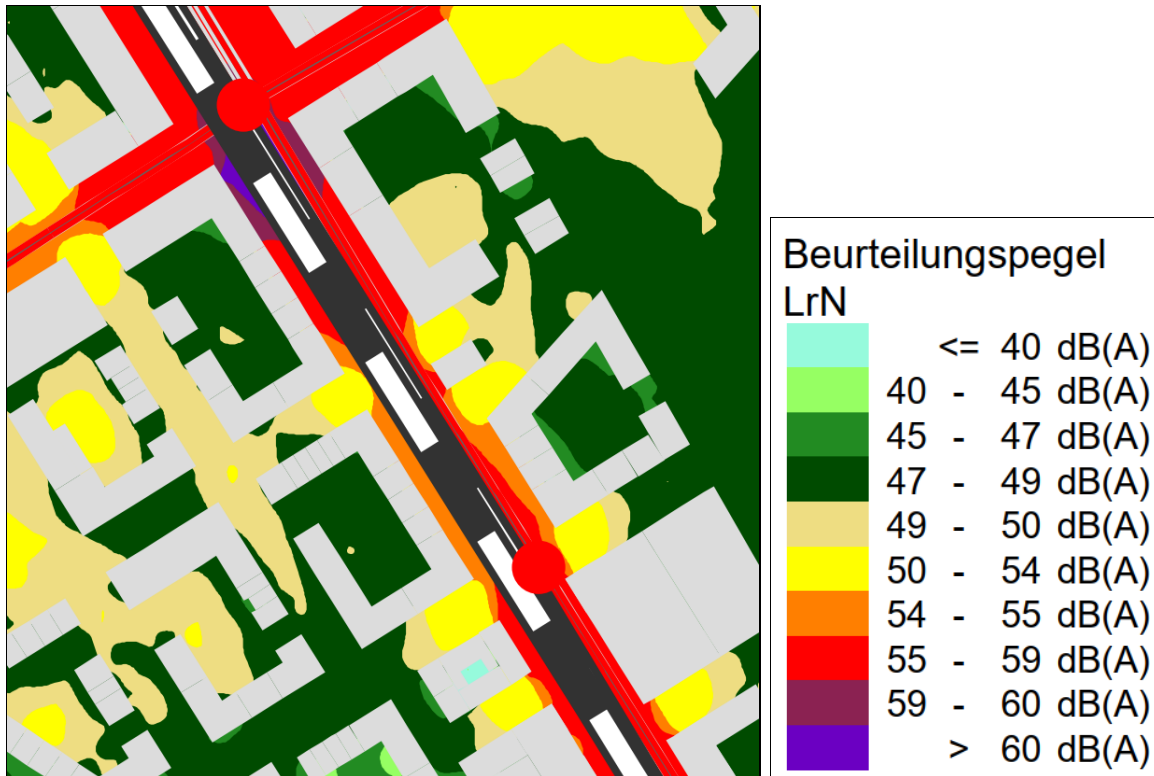 Beurteilungspegel
LrN
<= 40 dB(A)
40 - 45 dB(A)
45 - 47 dB(A)
47 - 49 dB(A)
49 - 50 dB(A)
50 - 54 dB(A)
54 - 55 dB(A)
55 - 59 dB(A)
59 - 60 dB(A)
> 60 dB(A)